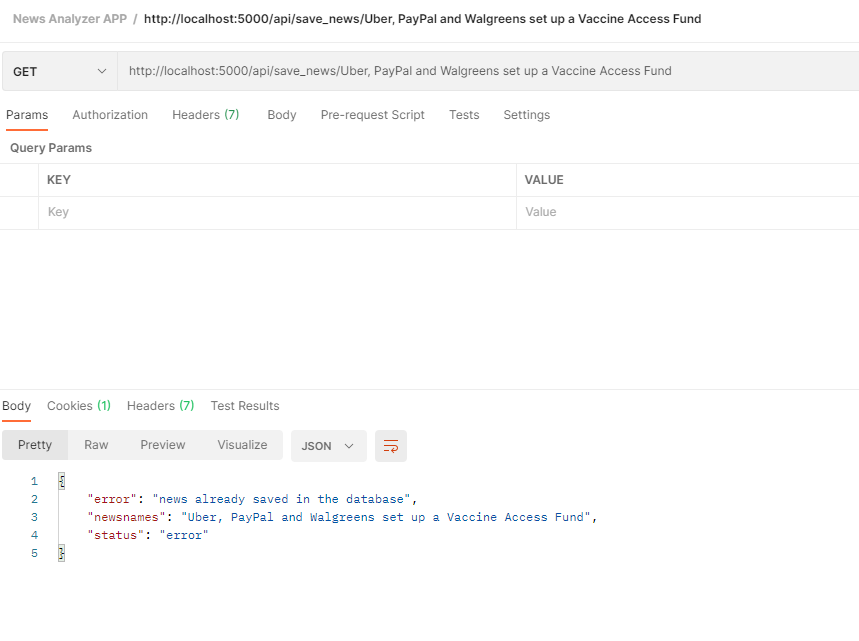 News Analyzer APP / http://localhost:5000/api/save_news/Uber, PayPal and Walgreens set up a Vaccine Access Fund
GET http://localhost:5000/api/save_news/Uber, PayPal and Walgreens set up a Vaccine Access Fund
Params Authorization Headers (7) Body Pre-request Script Tests Settings
Query Params
KEY VALUE
Key Value
Body Cookies (1) Headers (7) Test Results
Pretty Raw Preview Visualize JSON
1 {
2 "error": "news already saved in the database",
3 "newsnames": "Uber, PayPal and Walgreens set up a Vaccine Access Fund",
4 "status": "error"
5 }